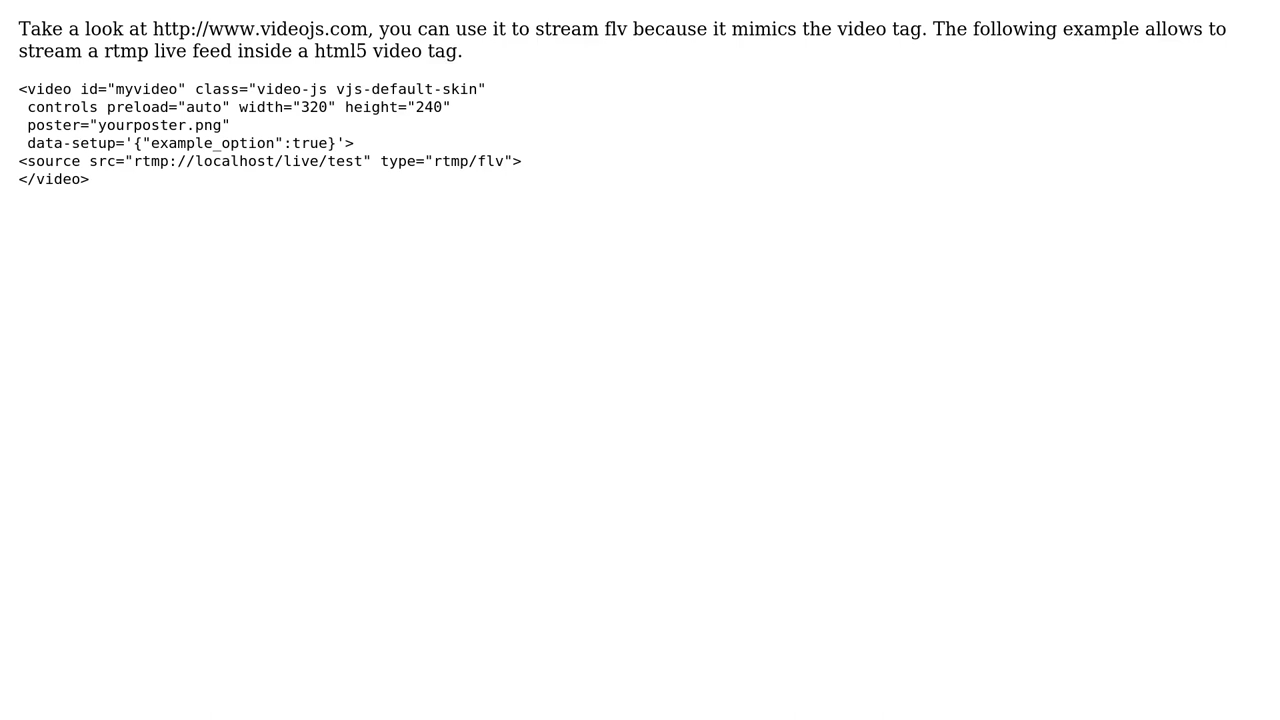 Take a look at http://www.videojs.com, you can use it to stream flv because it mimics the video tag. The following example allows to
stream a rtmp live feed inside a html5 video tag.
<video id="myvideo" class="video-js vjs-default-skin"
 controls preload="auto" width="320" height="240"
 poster="yourposter.png"
 data-setup='{"example_option":true}'>
<source src="rtmp://localhost/live/test" type="rtmp/flv">
</video>